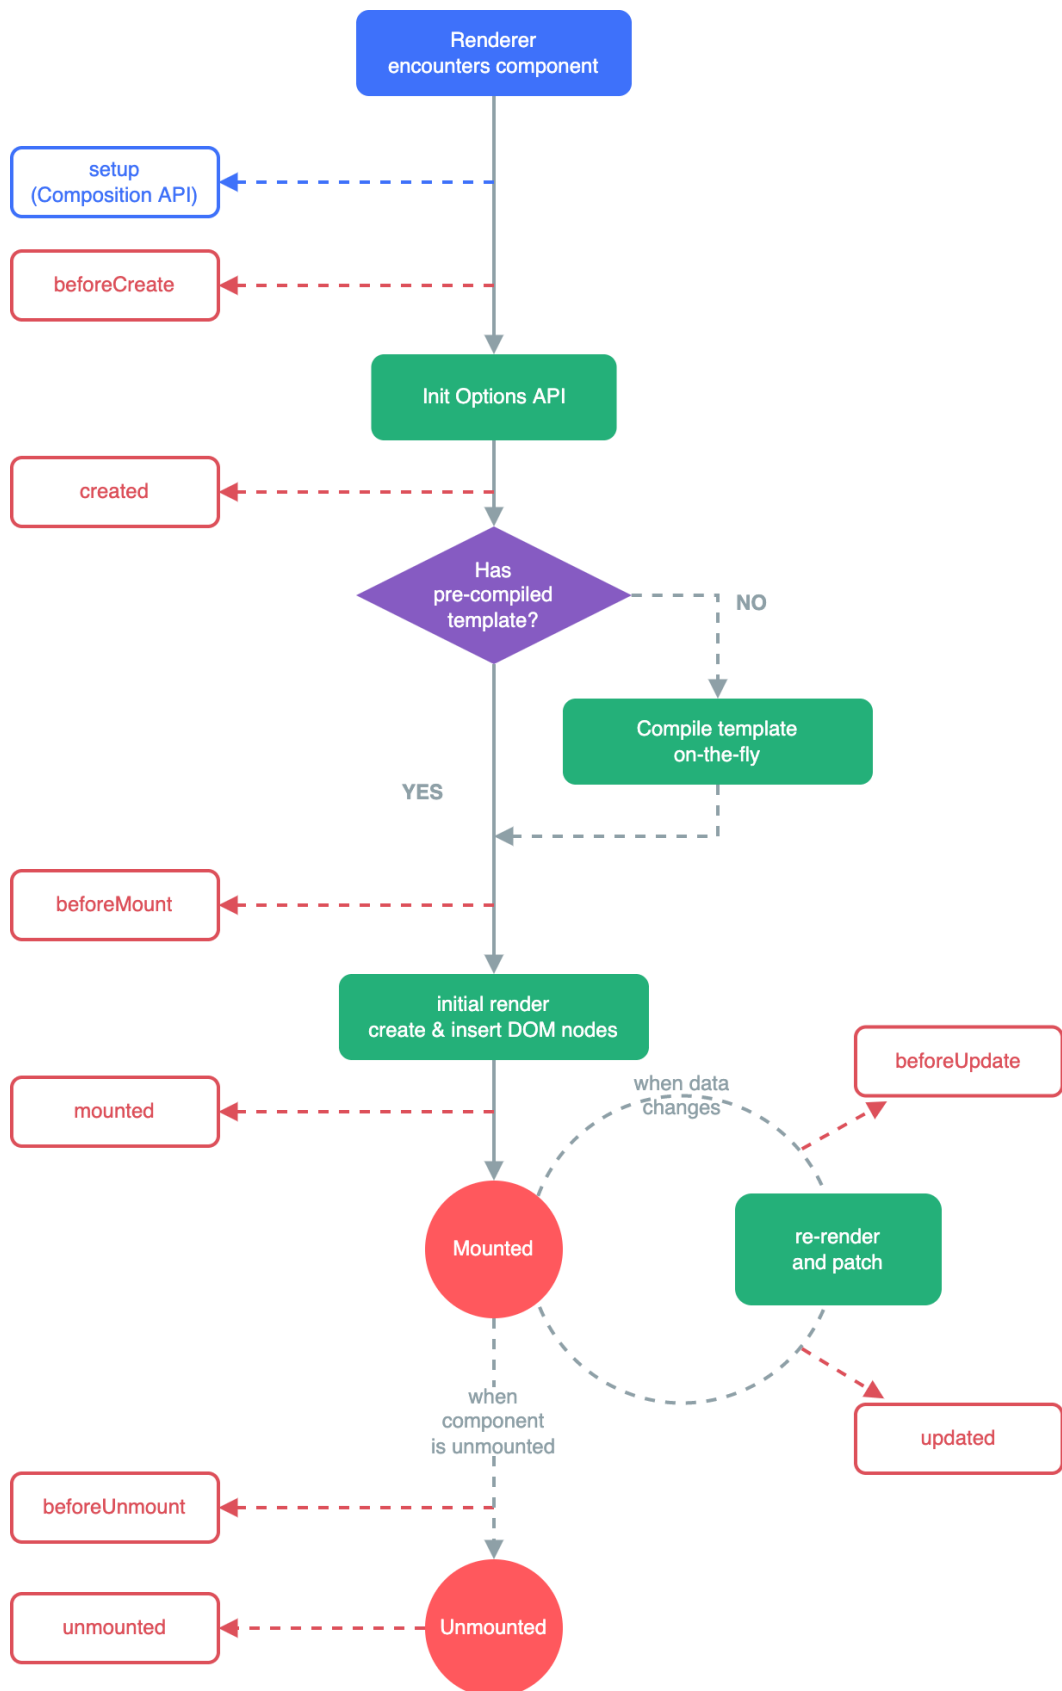 Renderer
encounters component
setup
(Composition API)
beforeCreate
Init Options API
created
Has
pre-compiled
template?
NO
Compile template
on-the-fly
YES
beforeMount
initial render
create & insert DOM nodes
beforeUpdate
when data
changes
mounted
Mounted
re-render
and patch
when
component
is unmounted
updated
beforeUnmount
unmounted
Unmounted